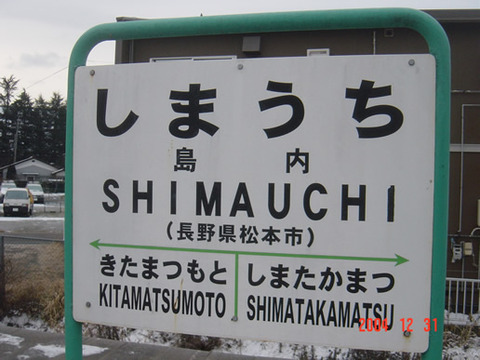 しまうち
島内
SHIMAUCHI
(長野県松本市)
きたまつもと しまたかまつ
KITAMATSUMOTO SHIMATAKAMATSU
2004 12 31